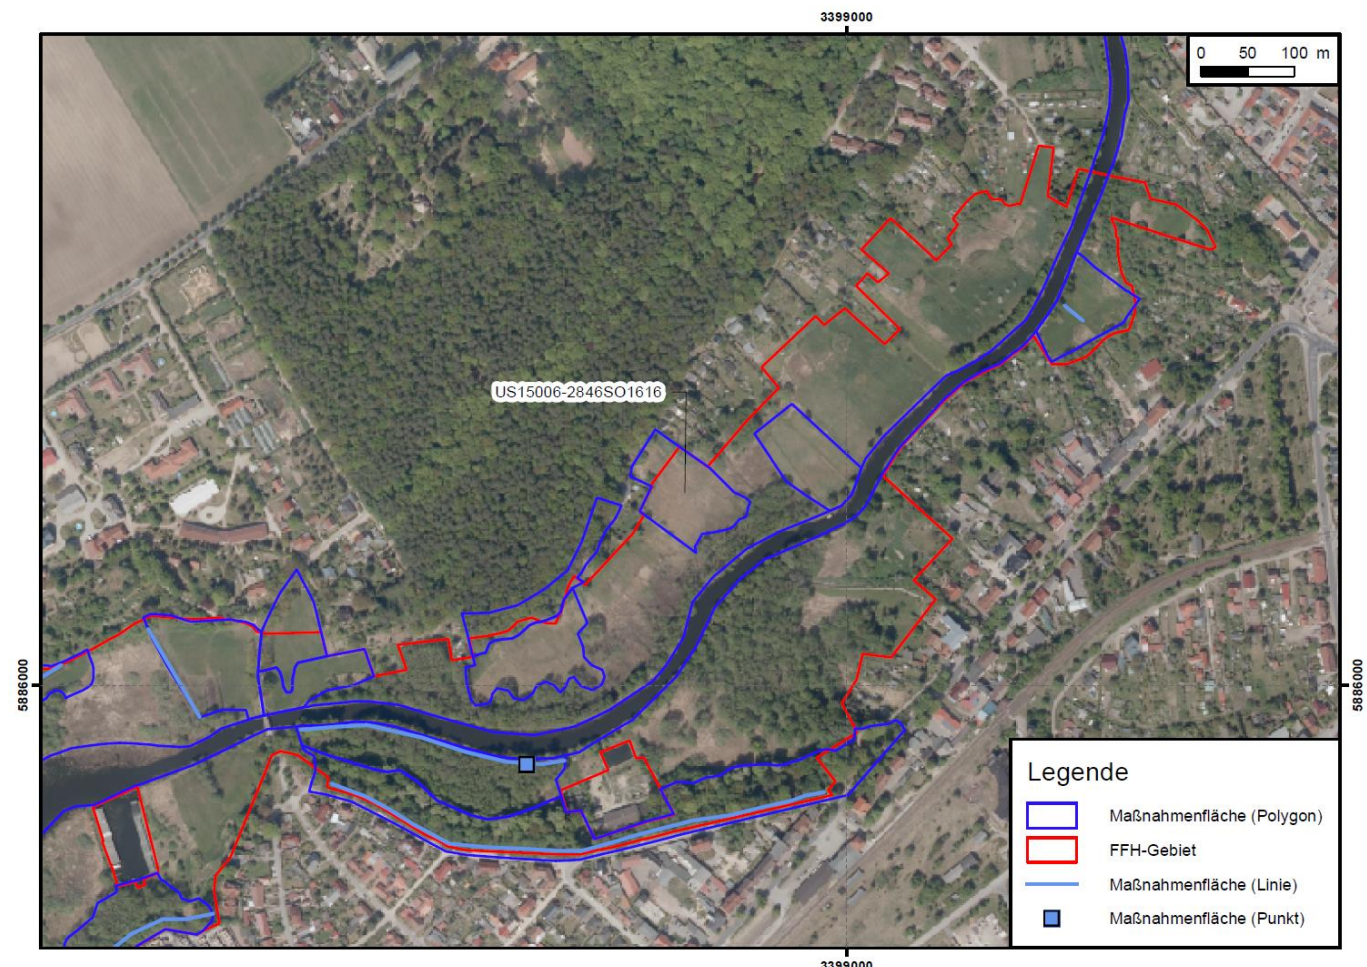 3399000
0 50 100 m
US15006-2846SO1616
5886000
5886000
Legende
Maßnahmenfläche (Polygon)
FFH-Gebiet
Maßnahmenfläche (Linie)
Maßnahmenfläche (Punkt)
3399000